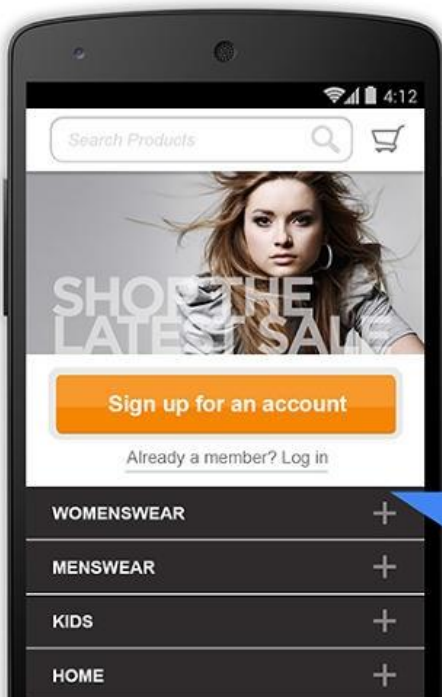 4:12
Search Products
SHOP THE
LATEST SALE
Sign up for an account
Already a member? Log in
WOMENSWEAR
MENSWEAR
KIDS
HOME